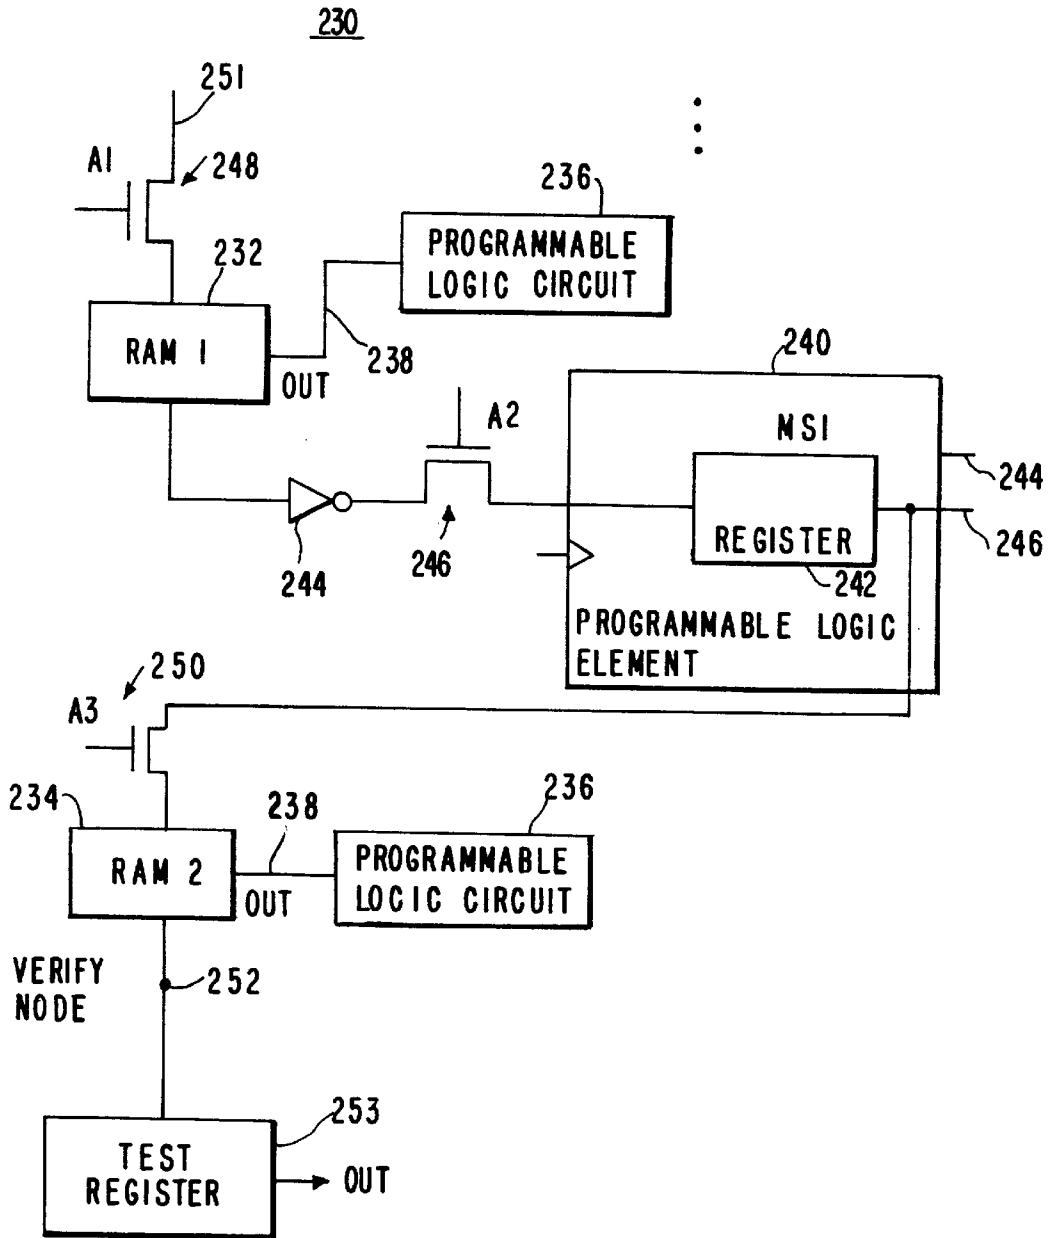 230
251
A1
248
236
232
PROGRAMMABLE
LOGIC CIRCUIT
RAM 1
OUT
238
240
A2
MS1
244
246
REGISTER
242
244
246
PROGRAMMABLE LOGIC
ELEMENT
250
A3
234
238
236
RAM 2
OUT
PROGRAMMABLE
LOCIC CIRCUIT
VERIFY
NODE
252
253
TEST
REGISTER
OUT